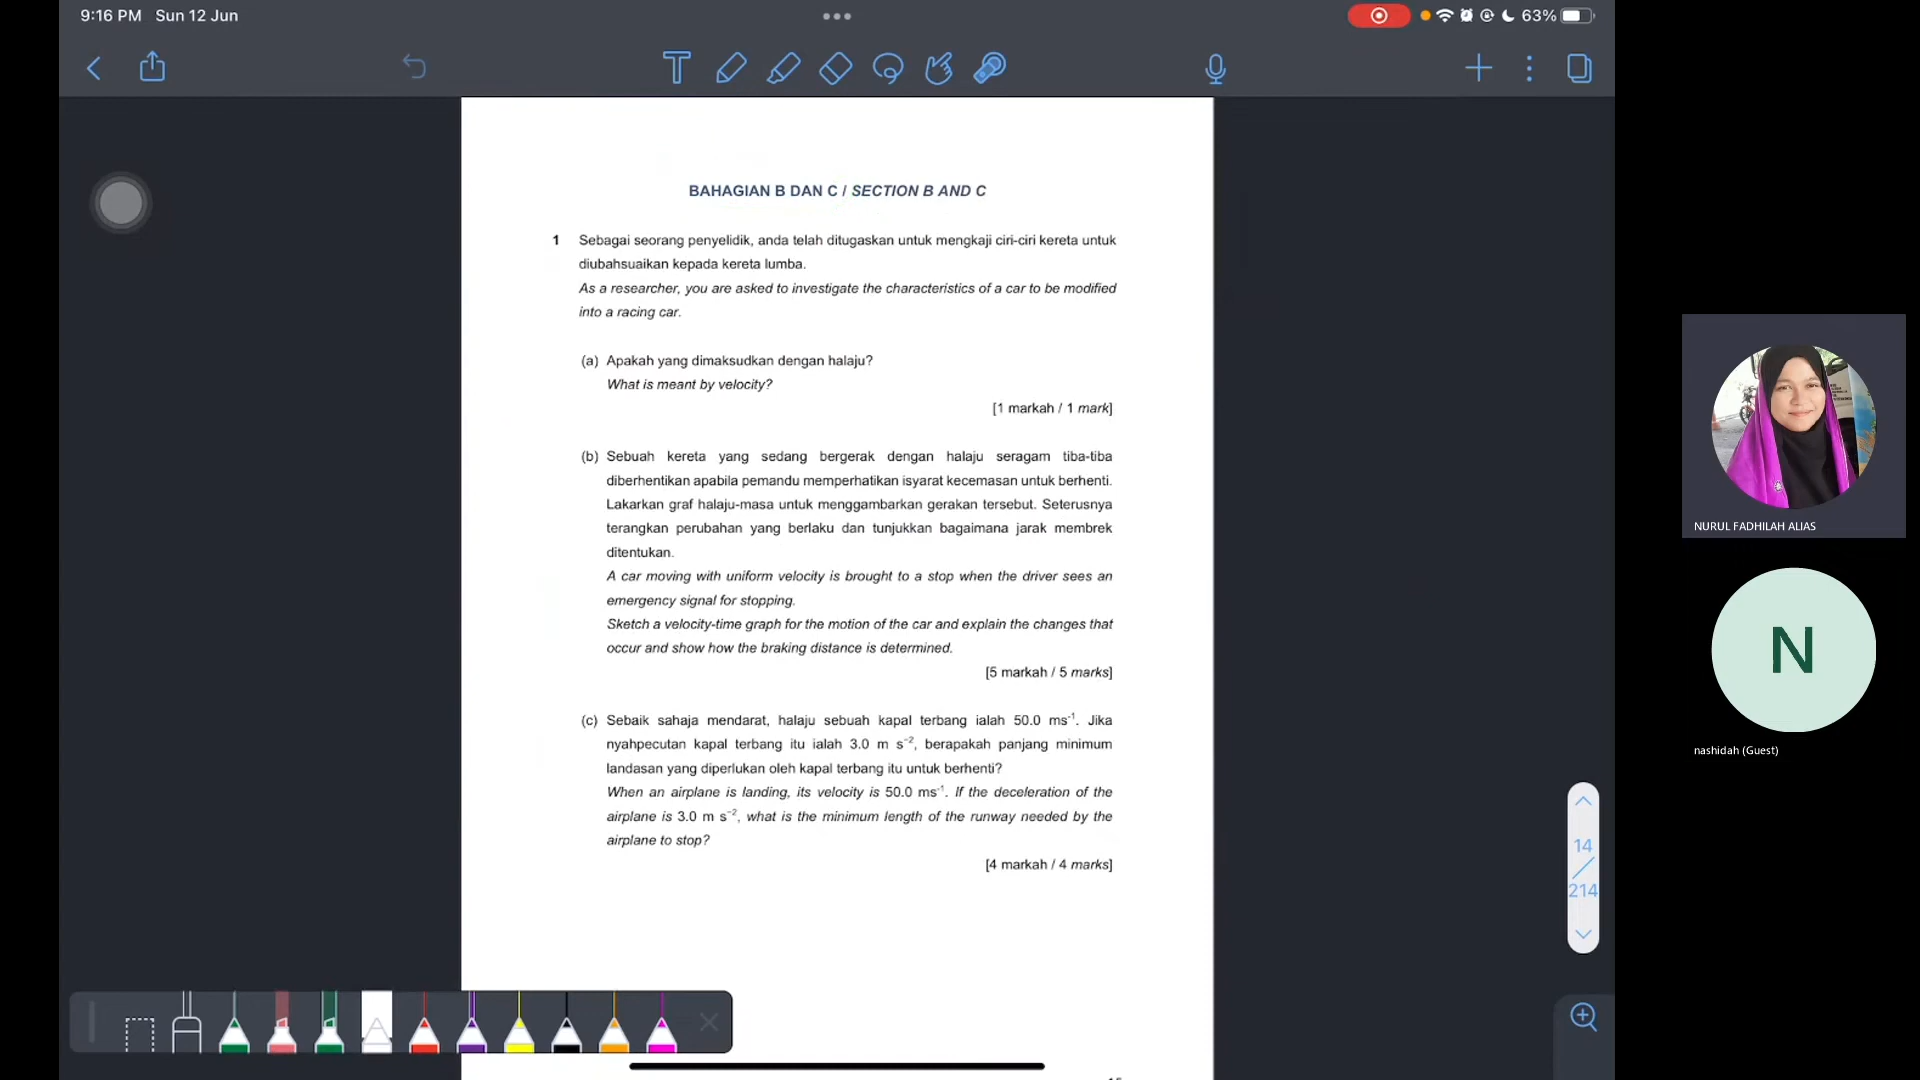 9:16 PM Sun 12 Jun
63%
BAHAGIAN B DAN C / SECTION B AND C
1 Sebagai seorang penyelidik, anda telah ditugaskan untuk mengkaji ciri-ciri kereta untuk
diubahsuaikan kepada kereta lumba.
As a researcher, you are asked to investigate the characteristics of a car to be modified
into a racing car.
(a) Apakah yang dimaksudkan dengan halaju?
What is meant by velocity?
[1 markah / 1 mark]
(b) Sebuah kereta yang sedang bergerak dengan halaju seragam tiba-tiba
diberhentikan apabila pemandu memperhatikan isyarat kecemasan untuk berhenti.
Lakarkan graf halaju-masa untuk menggambarkan gerakan tersebut. Seterusnya
terangkan perubahan yang berlaku dan tunjukkan bagaimana jarak membrek
ditentukan.
A car moving with uniform velocity is brought to a stop when the driver sees an
emergency signal for stopping.
Sketch a velocity-time graph for the motion of the car and explain the changes that
occur and show how the braking distance is determined.
[5 markah / 5 marks]
(c) Sebaik sahaja mendarat, halaju sebuah kapal terbang ialah 50.0 ms⁻¹. Jika
nyahpecutan kapal terbang itu ialah 3.0 m s⁻², berapakah panjang minimum
landasan yang diperlukan oleh kapal terbang itu untuk berhenti?
When an airplane is landing, its velocity is 50.0 ms⁻¹. If the deceleration of the
airplane is 3.0 m s⁻², what is the minimum length of the runway needed by the
airplane to stop?
[4 markah / 4 marks]
14
214
NURUL FADHILAH ALIAS
N
nashidah (Guest)